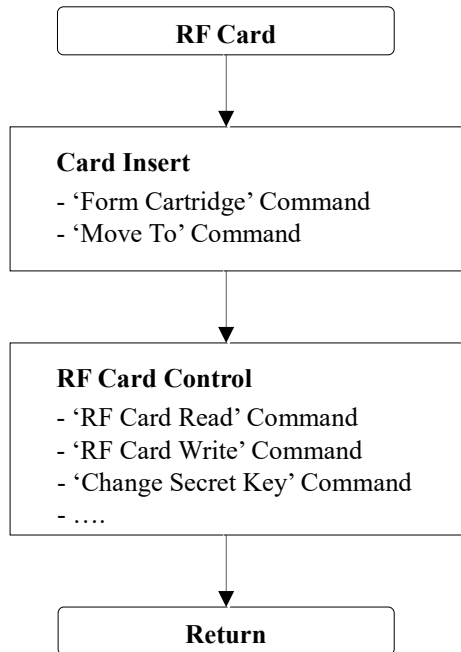 RF Card
Card Insert
- ‘Form Cartridge’ Command
- ‘Move To’ Command
RF Card Control
- ‘RF Card Read’ Command
- ‘RF Card Write’ Command
- ‘Change Secret Key’ Command
- ….
Return